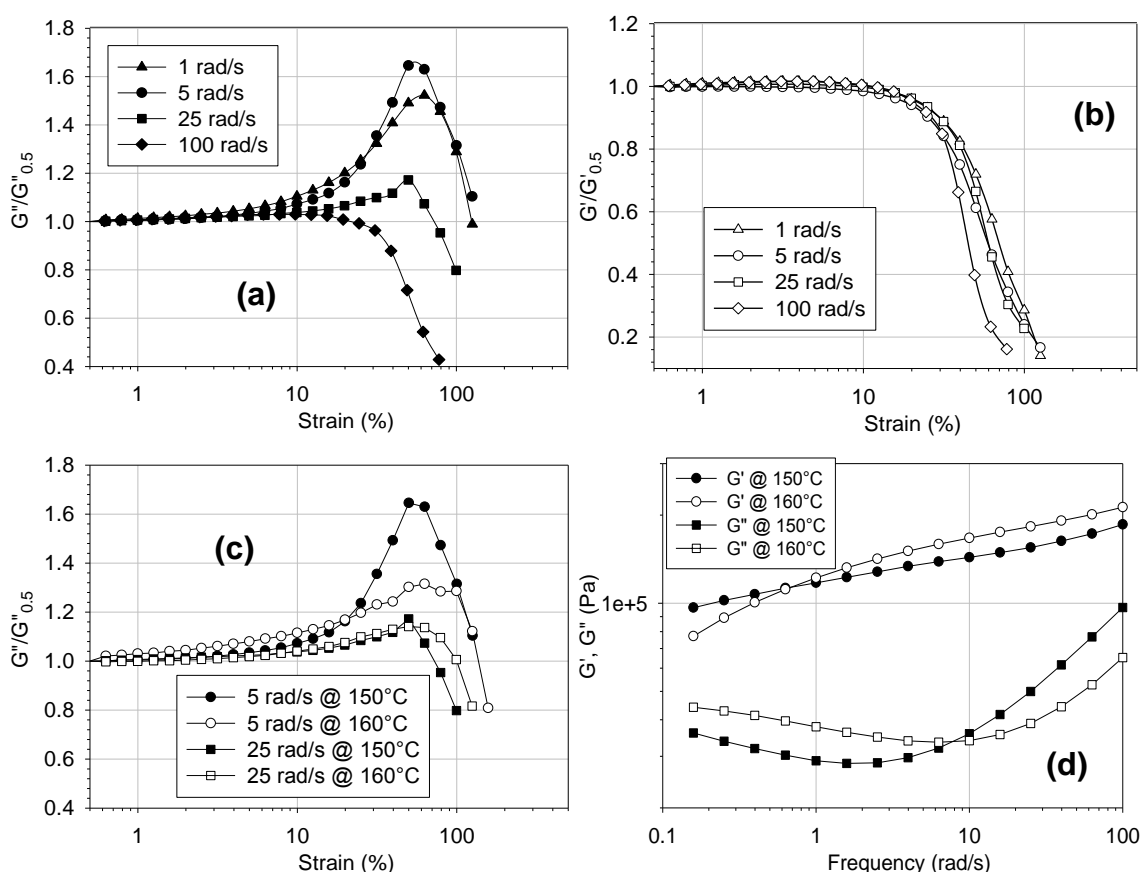 1.8
1.6
1.4
1.2
1.0
0.8
0.6
0.4
G"/G"0.5
1 rad/s
5 rad/s
25 rad/s
100 rad/s
(a)
1
10
100
Strain (%)
1.2
1.0
0.8
0.6
0.4
0.2
G'/G'0.5
(b)
1 rad/s
5 rad/s
25 rad/s
100 rad/s
1
10
100
Strain (%)
1.8
1.6
1.4
1.2
1.0
0.8
0.6
0.4
G"/G"0.5
(c)
5 rad/s @ 150°C
5 rad/s @ 160°C
25 rad/s @ 150°C
25 rad/s @ 160°C
1
10
100
Strain (%)
G' @ 150°C
G' @ 160°C
G" @ 150°C
G" @ 160°C
1e+5
G', G" (Pa)
(d)
0.1
1
10
100
Frequency (rad/s)